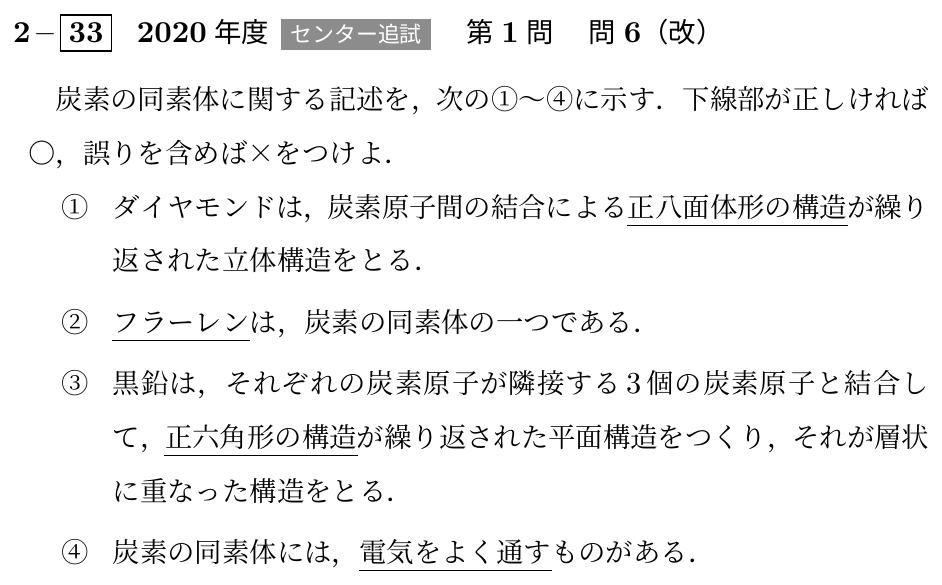 2−33 2020年度 センター追試 第1問 問6（改）
炭素の同素体に関する記述を，次の①～④に示す．下線部が正しければ
○，誤りを含めば×をつけよ．
① ダイヤモンドは，炭素原子間の結合による正八面体形の構造が繰り
返された立体構造をとる．
② フラーレンは，炭素の同素体の一つである．
③ 黒鉛は，それぞれの炭素原子が隣接する3個の炭素原子と結合し
て，正六角形の構造が繰り返された平面構造をつくり，それが層状
に重なった構造をとる．
④ 炭素の同素体には，電気をよく通すものがある．